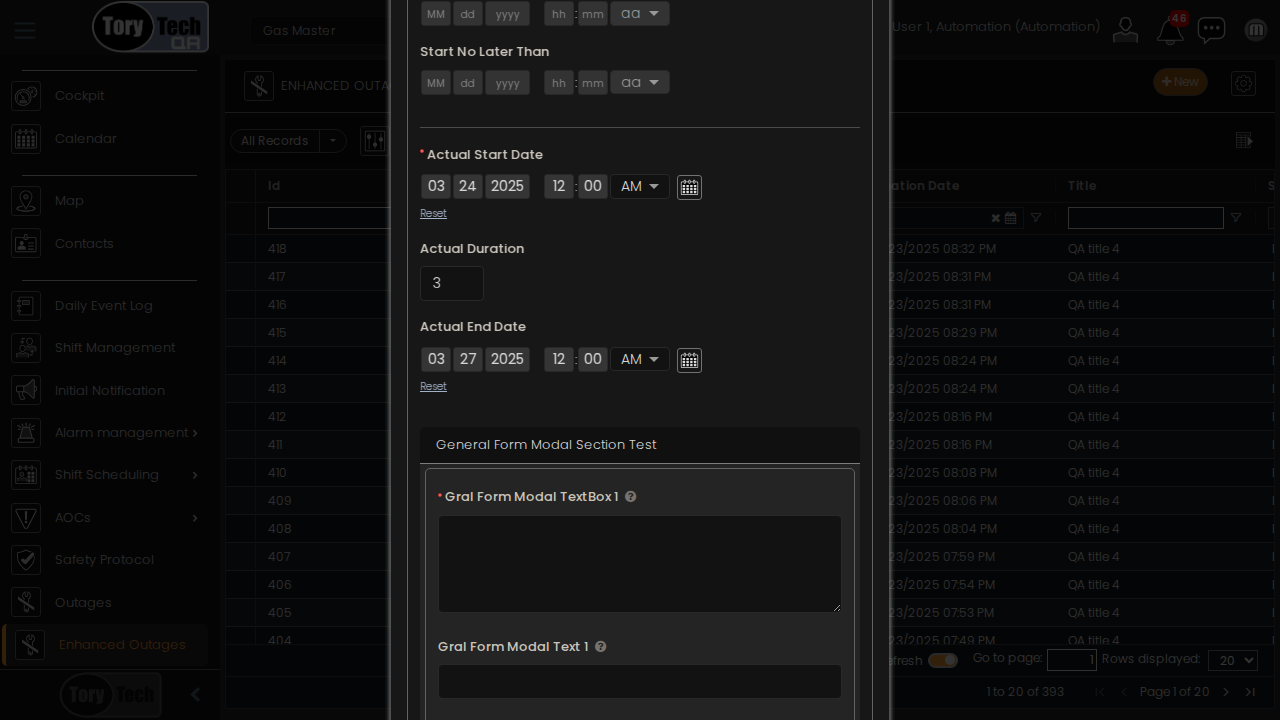 Tory Tech
QA
Gas Master
User 1, Automation (Automation)
46
m
Cockpit
Calendar
Map
Contacts
Daily Event Log
Shift Management
Initial Notification
Alarm management
Shift Scheduling
AOCs
Safety Protocol
Outages
Enhanced Outages
Tory Tech
ENHANCED OUTA
+ New
All Records
Id
ation Date
Title
S
418 23/2025 08:32 PM QA title 4
417 23/2025 08:31 PM QA title 4
416 23/2025 08:31 PM QA title 4
415 23/2025 08:29 PM QA title 4
414 23/2025 08:24 PM QA title 4
413 23/2025 08:24 PM QA title 4
412 23/2025 08:16 PM QA title 4
411 23/2025 08:16 PM QA title 4
410 23/2025 08:08 PM QA title 4
409 23/2025 08:06 PM QA title 4
408 23/2025 08:04 PM QA title 4
407 23/2025 07:59 PM QA title 4
406 23/2025 07:54 PM QA title 4
405 23/2025 07:53 PM QA title 4
404 23/2025 07:49 PM QA title 4
efresh
Go to page: 1 Rows displayed: 20
1 to 20 of 393
Page 1 of 20
MM dd yyyy hh : mm aa
Start No Later Than
MM dd yyyy hh : mm aa
* Actual Start Date
03 24 2025 12 : 00 AM
Reset
Actual Duration
3
Actual End Date
03 27 2025 12 : 00 AM
Reset
General Form Modal Section Test
* Gral Form Modal TextBox 1
Gral Form Modal Text 1